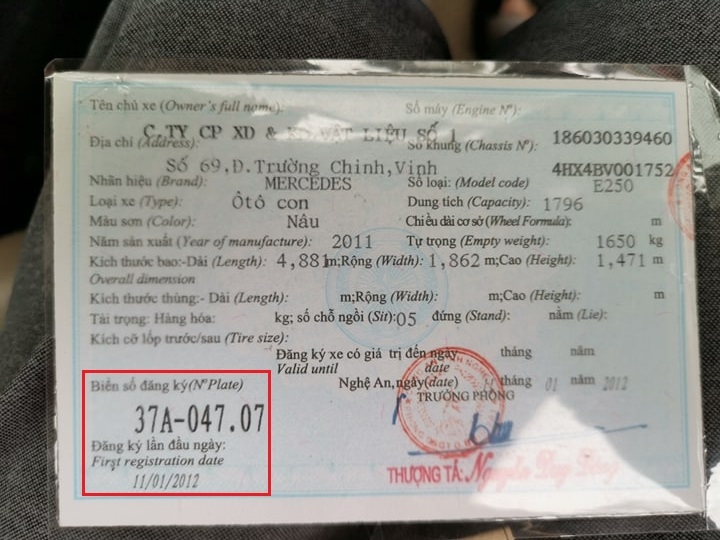 Tên chủ xe (Owner's full name): Số máy (Engine Nº):
C.TY CP XD & KD VẬT LIỆU SỐ 1 186030339460
Địa chỉ (Address): Số khung (Chassis Nº):
Số 69,Đ.Trường Chinh,Vinh 4HX4BV001752
Nhãn hiệu (Brand): MERCEDES Số loại: (Model code) E250
Loại xe (Type): Ôtô con Dung tích (Capacity): 1796
Màu sơn (Color): Nâu Chiều dài cơ sở (Wheel Formula): m
Năm sản xuất (Year of manufacture): 2011 Tự trọng (Empty weight): 1650 kg
Kích thước bao:-Dài (Length): 4,881m;Rộng (Width): 1,862 m;Cao (Height): 1,471 m
Overall dimension
Kích thước thùng:- Dài (Length): m;Rộng (Width): m;Cao (Height): m
Tải trọng: Hàng hóa: kg; số chỗ ngồi (Sit):05 đứng (Stand): nằm (Lie):
Kích cỡ lốp trước/sau (Tire size):
Đăng ký xe có giá trị đến ngày tháng năm
Valid until date
Biển số đăng ký(NºPlate) Nghệ An,ngày(date) 11 tháng 01 năm 2012
TRƯỞNG PHÒNG
37A-047.07
Đăng ký lần đầu ngày:
First registration date
11/01/2012
THƯỢNG TÁ: Nguyễn Duy